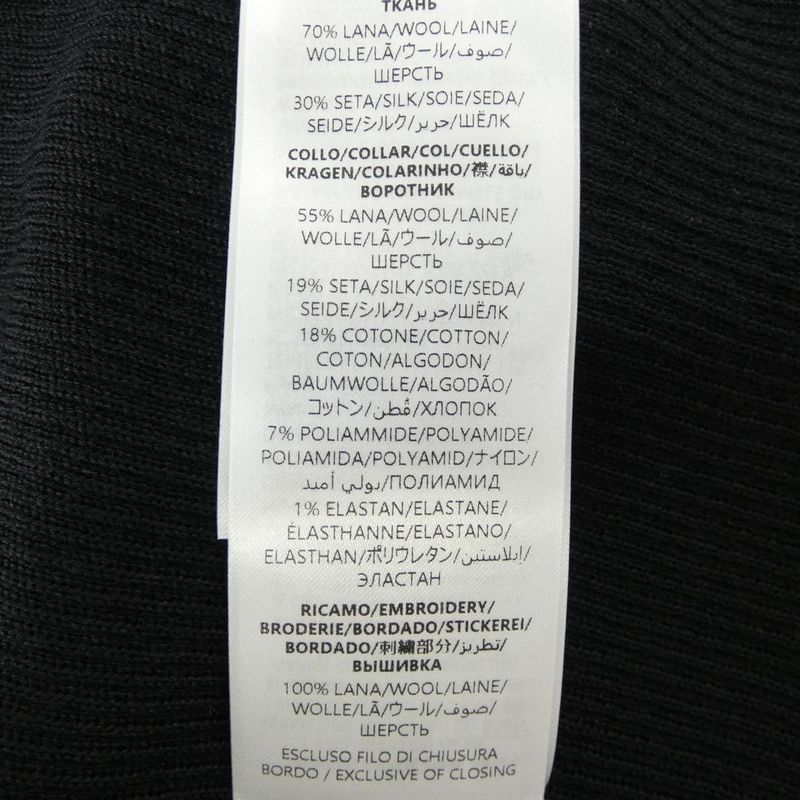 ТКАНЬ
70% LANA/WOOL/LAINE/
WOLLE/LÃ/ウール/صوف/
ШЕРСТЬ
30% SETA/SILK/SOIE/SEDA/
SEIDE/シルク/حرير/ШЁЛК
COLLO/COLLAR/COL/CUELLO/
KRAGEN/COLARINHO/襟/ياقة/
ВОРОТНИК
55% LANA/WOOL/LAINE/
WOLLE/LÃ/ウール/صوف/
ШЕРСТЬ
19% SETA/SILK/SOIE/SEDA/
SEIDE/シルク/حرير/ШЁЛК
18% COTONE/COTTON/
COTON/ALGODON/
BAUMWOLLE/ALGODÃO/
コットン/قُطن/ХЛОПОК
7% POLIAMMIDE/POLYAMIDE/
POLIAMIDA/POLYAMID/ナイロン/
بولي أميد/ПОЛИАМИД
1% ELASTAN/ELASTANE/
ÉLASTHANNE/ELASTANO/
ELASTHAN/ポリウレタン/إيلاستين/
ЭЛАСТАН
RICAMO/EMBROIDERY/
BRODERIE/BORDADO/STICKEREI/
BORDADO/刺繍部分/تطريز/
ВЫШИВКА
100% LANA/WOOL/LAINE/
WOLLE/LÃ/ウール/صوف/
ШЕРСТЬ
ESCLUSO FILO DI CHIUSURA
BORDO / EXCLUSIVE OF CLOSING